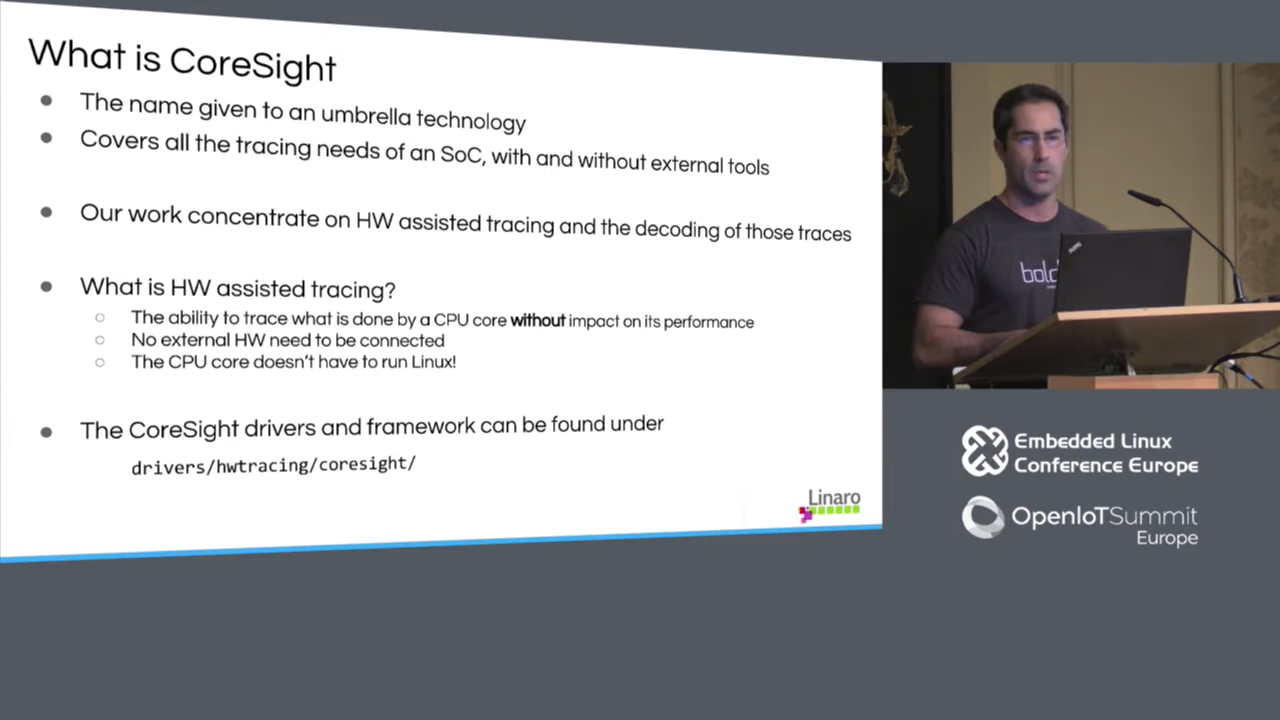 What is CoreSight
The name given to an umbrella technology
Covers all the tracing needs of an SoC, with and without external tools
Our work concentrate on HW assisted tracing and the decoding of those traces
What is HW assisted tracing?
The ability to trace what is done by a CPU core without impact on its performance
No external HW need to be connected
The CPU core doesn't have to run Linux!
The CoreSight drivers and framework can be found under
drivers/hwtracing/coresight/
Linaro
Embedded Linux
Conference Europe
OpenIoTSummit
Europe